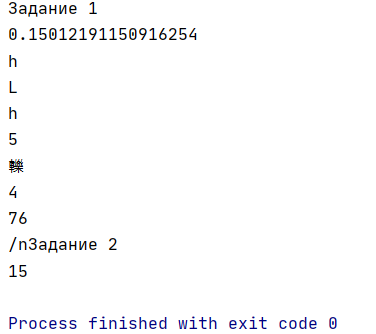 Задание 1
0.15012191150916254
h
L
h
5
4
76
/nЗадание 2
15
Process finished with exit code 0